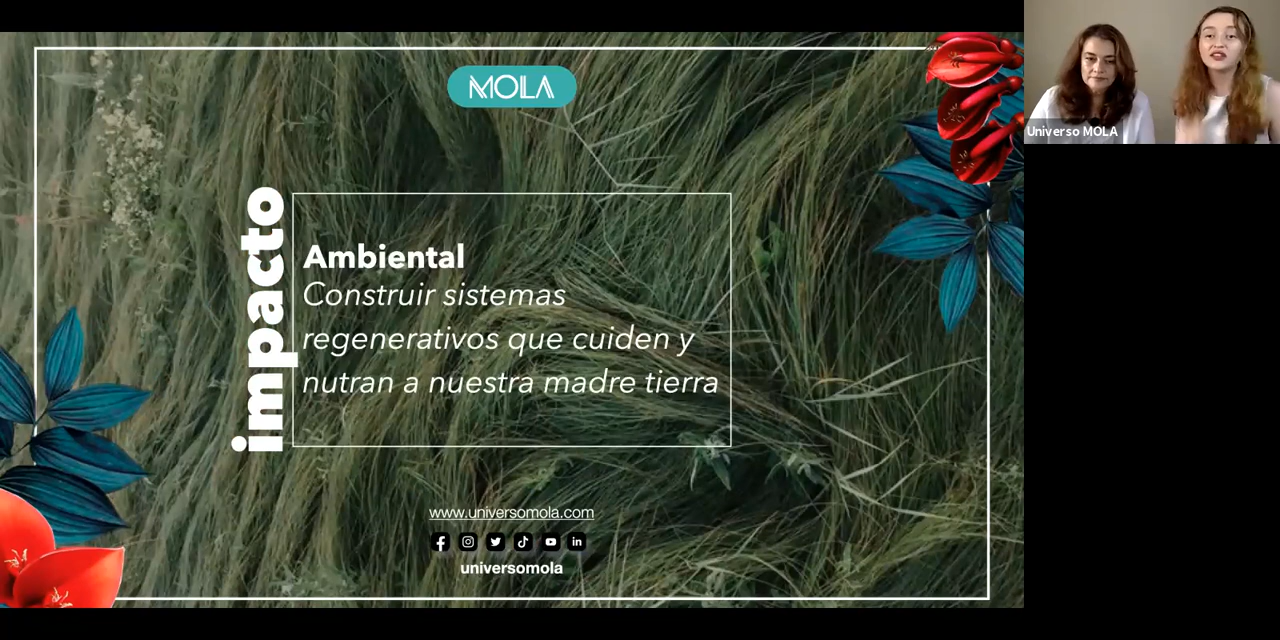 MOLA
impacto
Ambiental
Construir sistemas
regenerativos que cuiden y
nutran a nuestra madre tierra
www.universomola.com
universomola
Universo MOLA